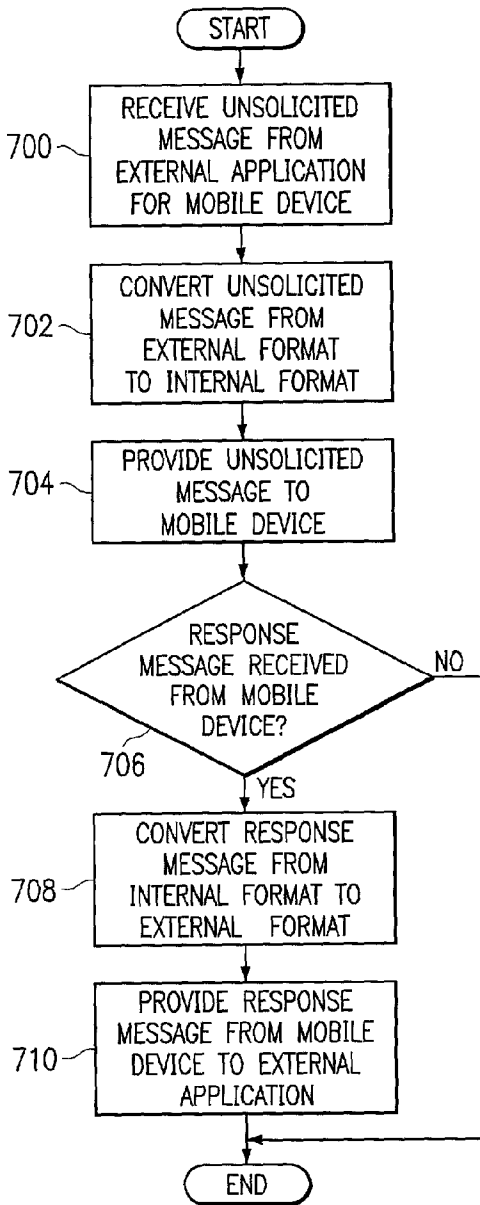 START
700
RECEIVE UNSOLICITED
MESSAGE FROM
EXTERNAL APPLICATION
FOR MOBILE DEVICE
702
CONVERT UNSOLICITED
MESSAGE FROM
EXTERNAL FORMAT
TO INTERNAL FORMAT
704
PROVIDE UNSOLICITED
MESSAGE TO
MOBILE DEVICE
RESPONSE
MESSAGE RECEIVED
FROM MOBILE
DEVICE?
NO
706
YES
708
CONVERT RESPONSE
MESSAGE FROM
INTERNAL FORMAT TO
EXTERNAL FORMAT
710
PROVIDE RESPONSE
MESSAGE FROM MOBILE
DEVICE TO EXTERNAL
APPLICATION
END